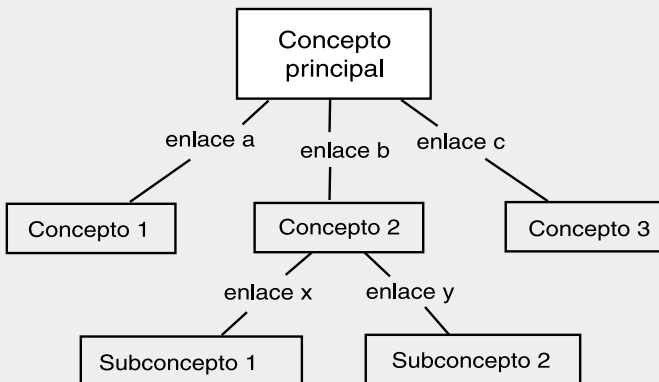 Concepto
principal
enlace a
enlace b
enlace c
Concepto 1
Concepto 2
Concepto 3
enlace x
enlace y
Subconcepto 1
Subconcepto 2